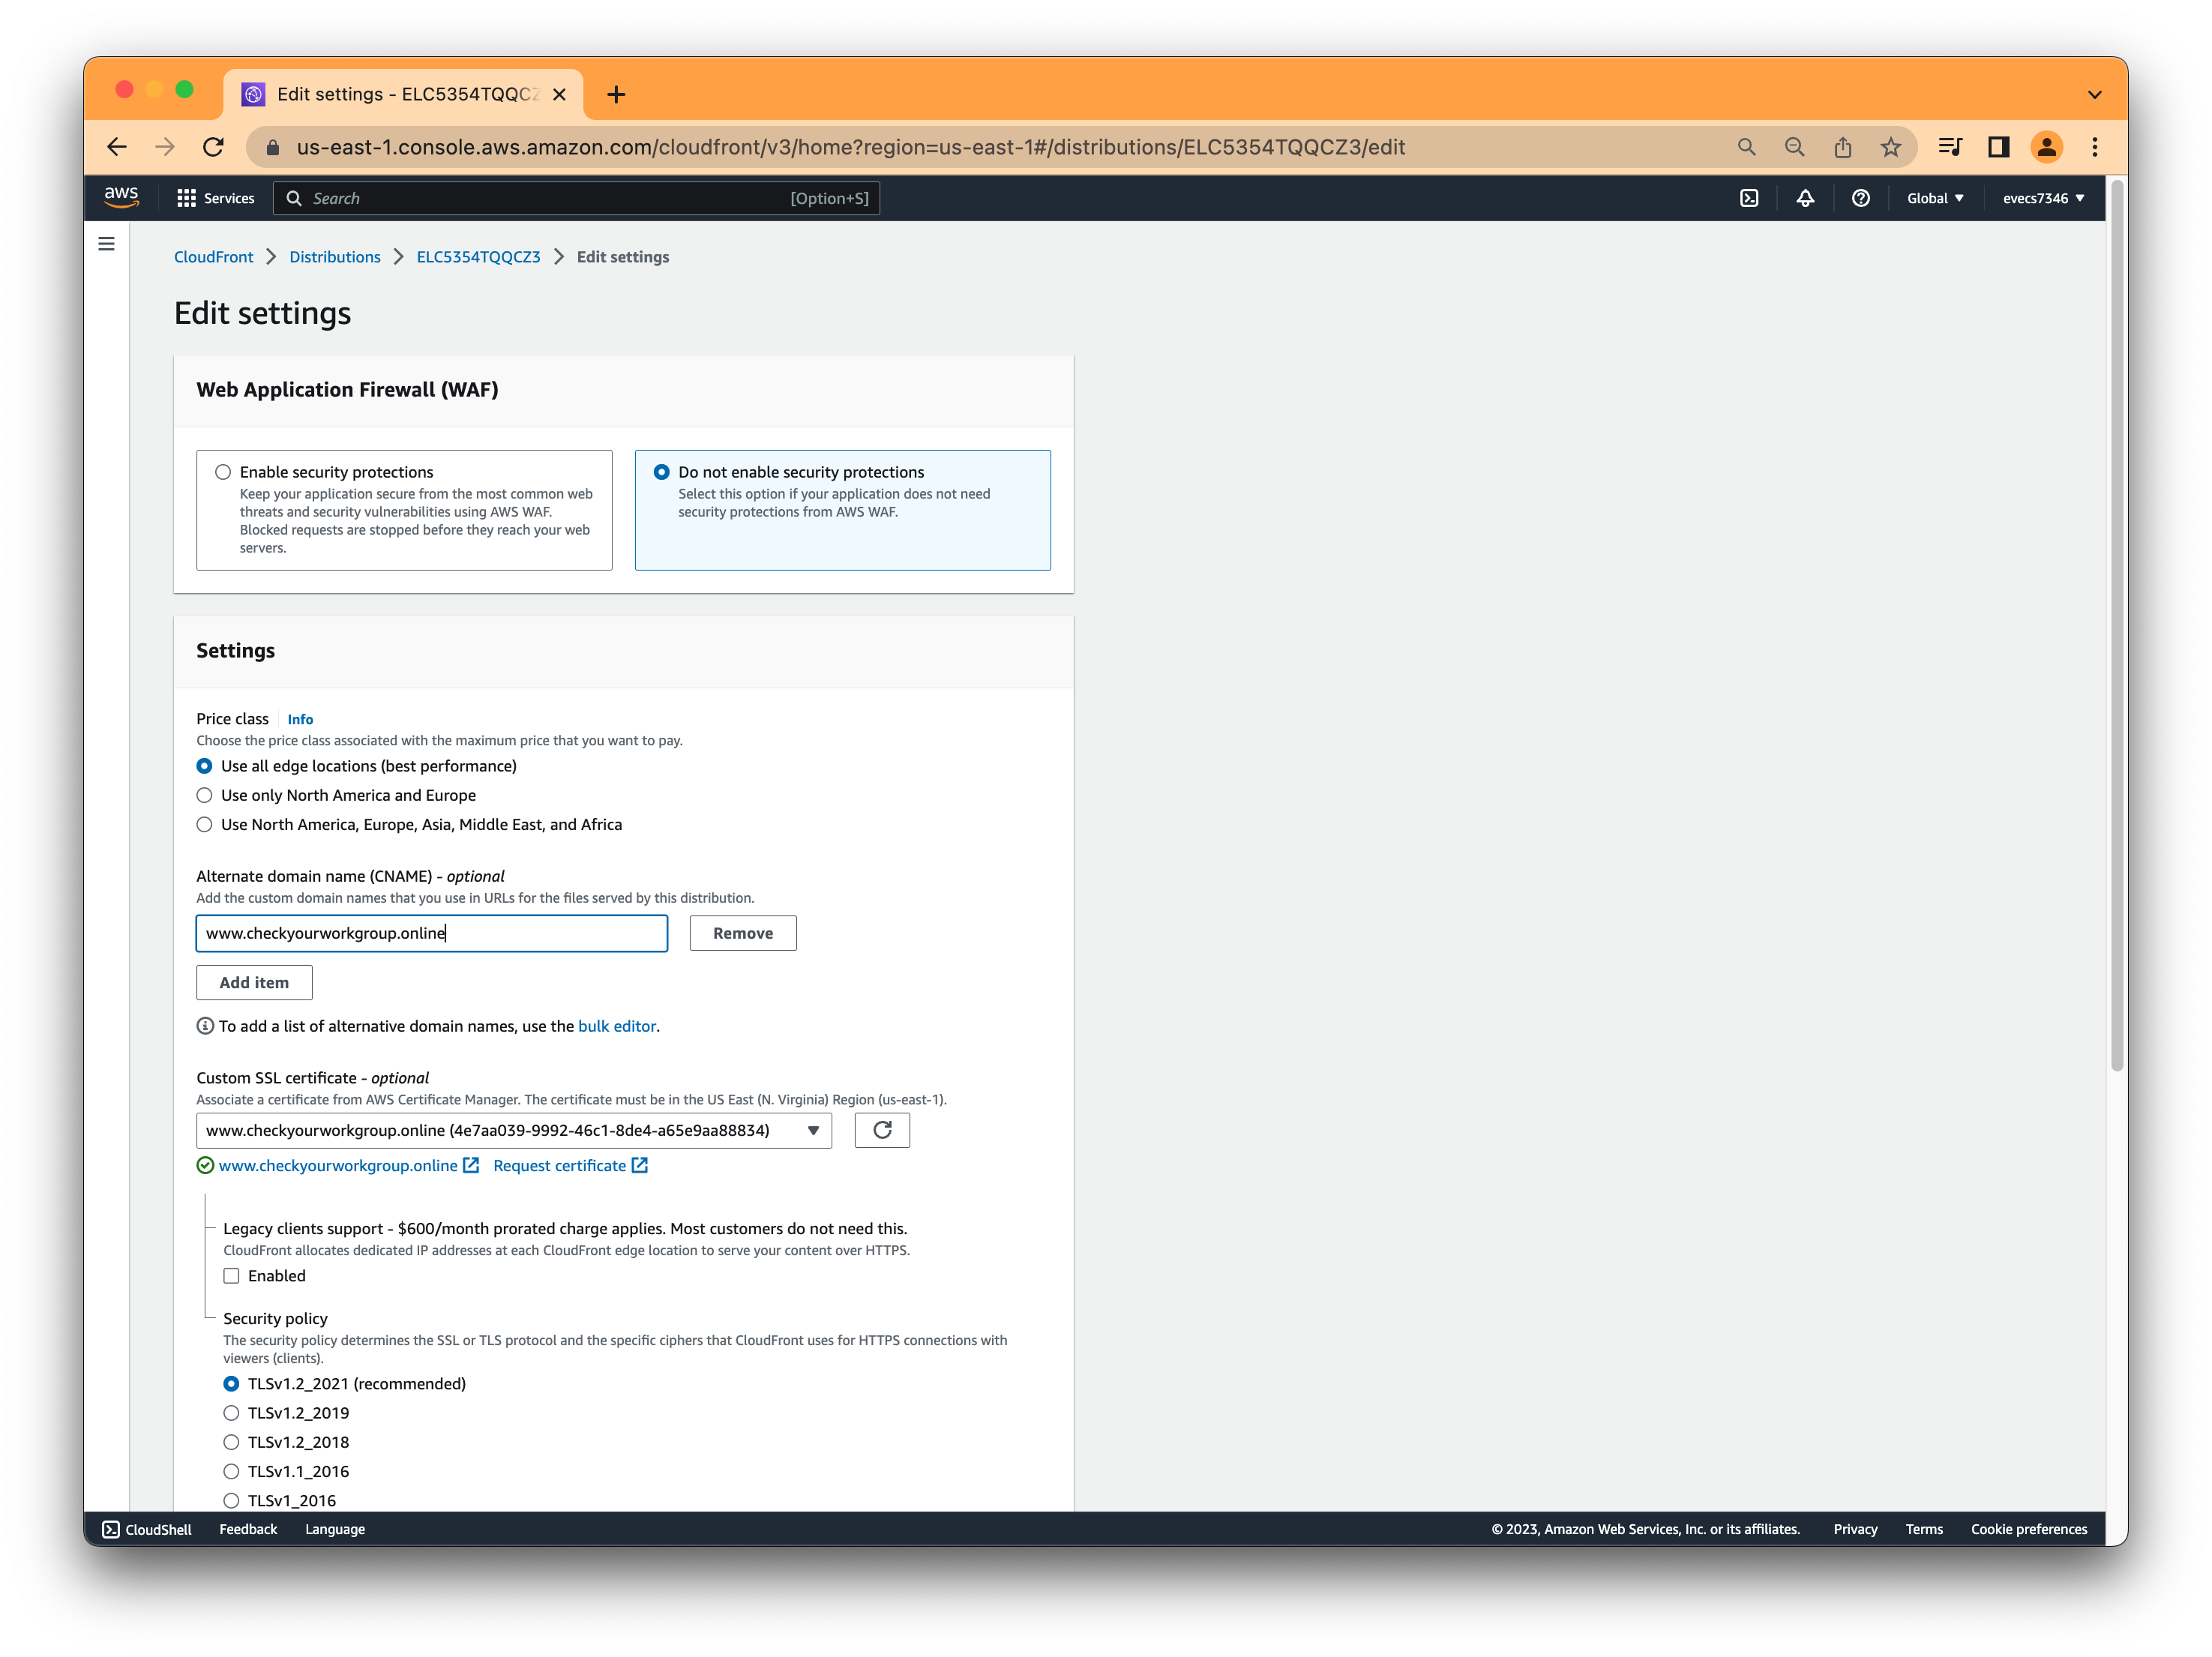 Edit settings - ELC5354TQQCZ
us-east-1.console.aws.amazon.com/cloudfront/v3/home?region=us-east-1#/distributions/ELC5354TQQCZ3/edit
aws
Services
Search
[Option+S]
Global
evecs7346
CloudFront
Distributions
ELC5354TQQCZ3
Edit settings
Edit settings
Web Application Firewall (WAF)
Enable security protections
Keep your application secure from the most common web
threats and security vulnerabilities using AWS WAF.
Blocked requests are stopped before they reach your web
servers.
Do not enable security protections
Select this option if your application does not need
security protections from AWS WAF.
Settings
Price class
Info
Choose the price class associated with the maximum price that you want to pay.
Use all edge locations (best performance)
Use only North America and Europe
Use North America, Europe, Asia, Middle East, and Africa
Alternate domain name (CNAME) - optional
Add the custom domain names that you use in URLs for the files served by this distribution.
www.checkyourworkgroup.online
Remove
Add item
To add a list of alternative domain names, use the bulk editor.
Custom SSL certificate - optional
Associate a certificate from AWS Certificate Manager. The certificate must be in the US East (N. Virginia) Region (us-east-1).
www.checkyourworkgroup.online (4e7aa039-9992-46c1-8de4-a65e9aa88834)
www.checkyourworkgroup.online
Request certificate
Legacy clients support - $600/month prorated charge applies. Most customers do not need this.
CloudFront allocates dedicated IP addresses at each CloudFront edge location to serve your content over HTTPS.
Enabled
Security policy
The security policy determines the SSL or TLS protocol and the specific ciphers that CloudFront uses for HTTPS connections with
viewers (clients).
TLSv1.2_2021 (recommended)
TLSv1.2_2019
TLSv1.2_2018
TLSv1.1_2016
TLSv1_2016
CloudShell
Feedback
Language
© 2023, Amazon Web Services, Inc. or its affiliates.
Privacy
Terms
Cookie preferences